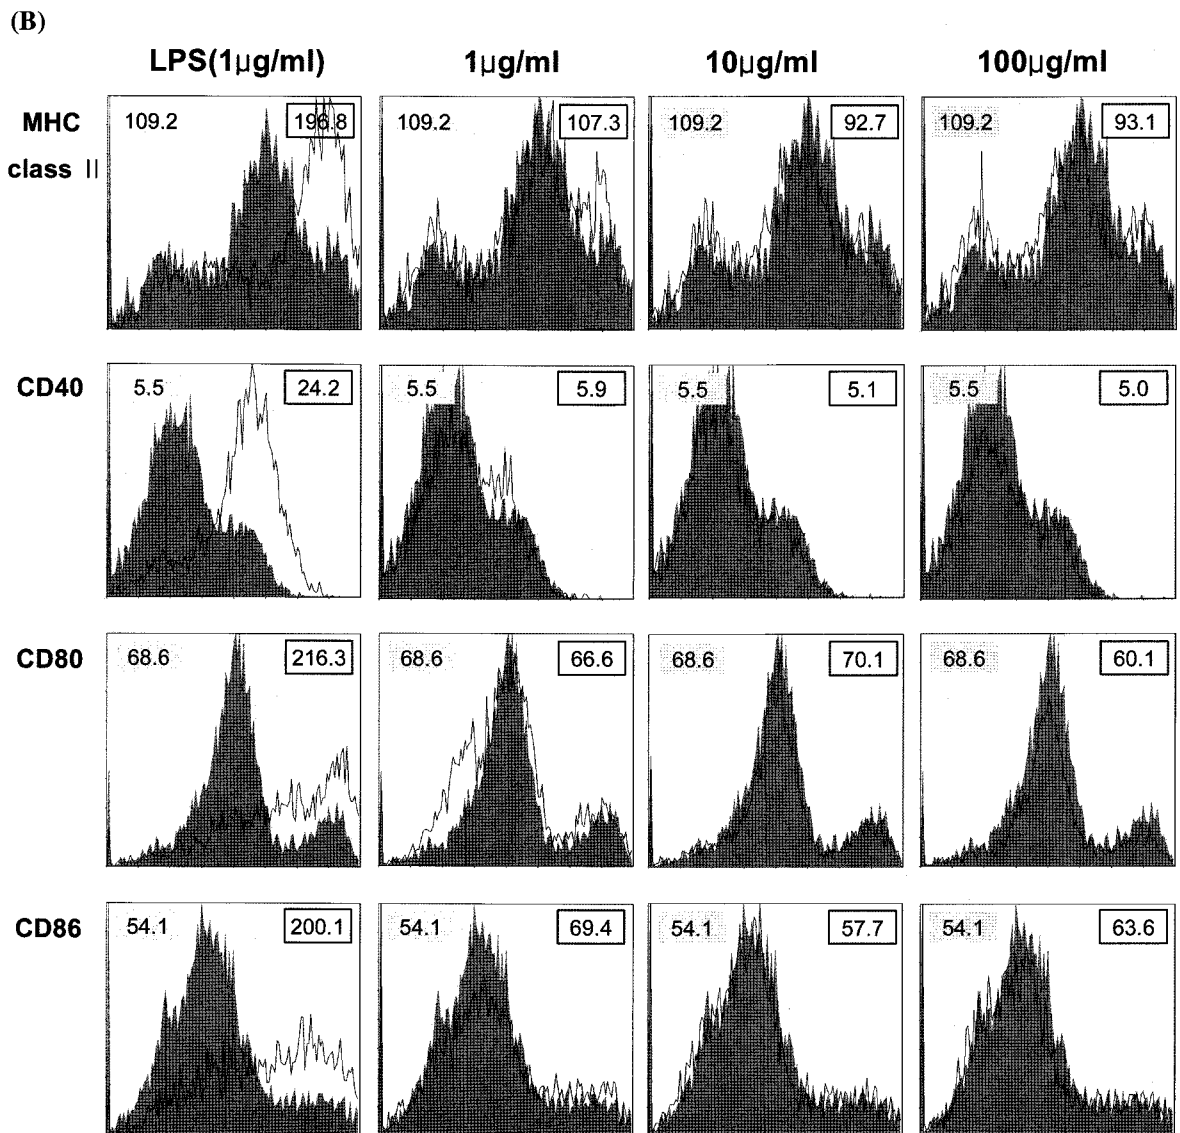 (B)
LPS(1μg/ml) 1μg/ml 10μg/ml 100μg/ml
MHC class II
109.2 196.8 109.2 107.3 109.2 92.7 109.2 93.1
CD40
5.5 24.2 5.5 5.9 5.5 5.1 5.5 5.0
CD80
68.6 216.3 68.6 66.6 68.6 70.1 68.6 60.1
CD86
54.1 200.1 54.1 69.4 54.1 57.7 54.1 63.6